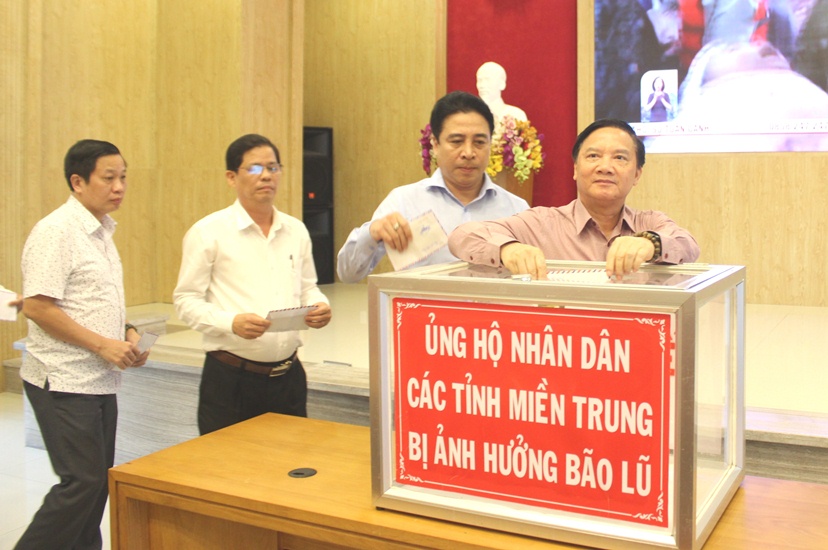 ỦNG HỘ NHÂN DÂN
CÁC TỈNH MIỀN TRUNG
BỊ ẢNH HƯỞNG BÃO LŨ